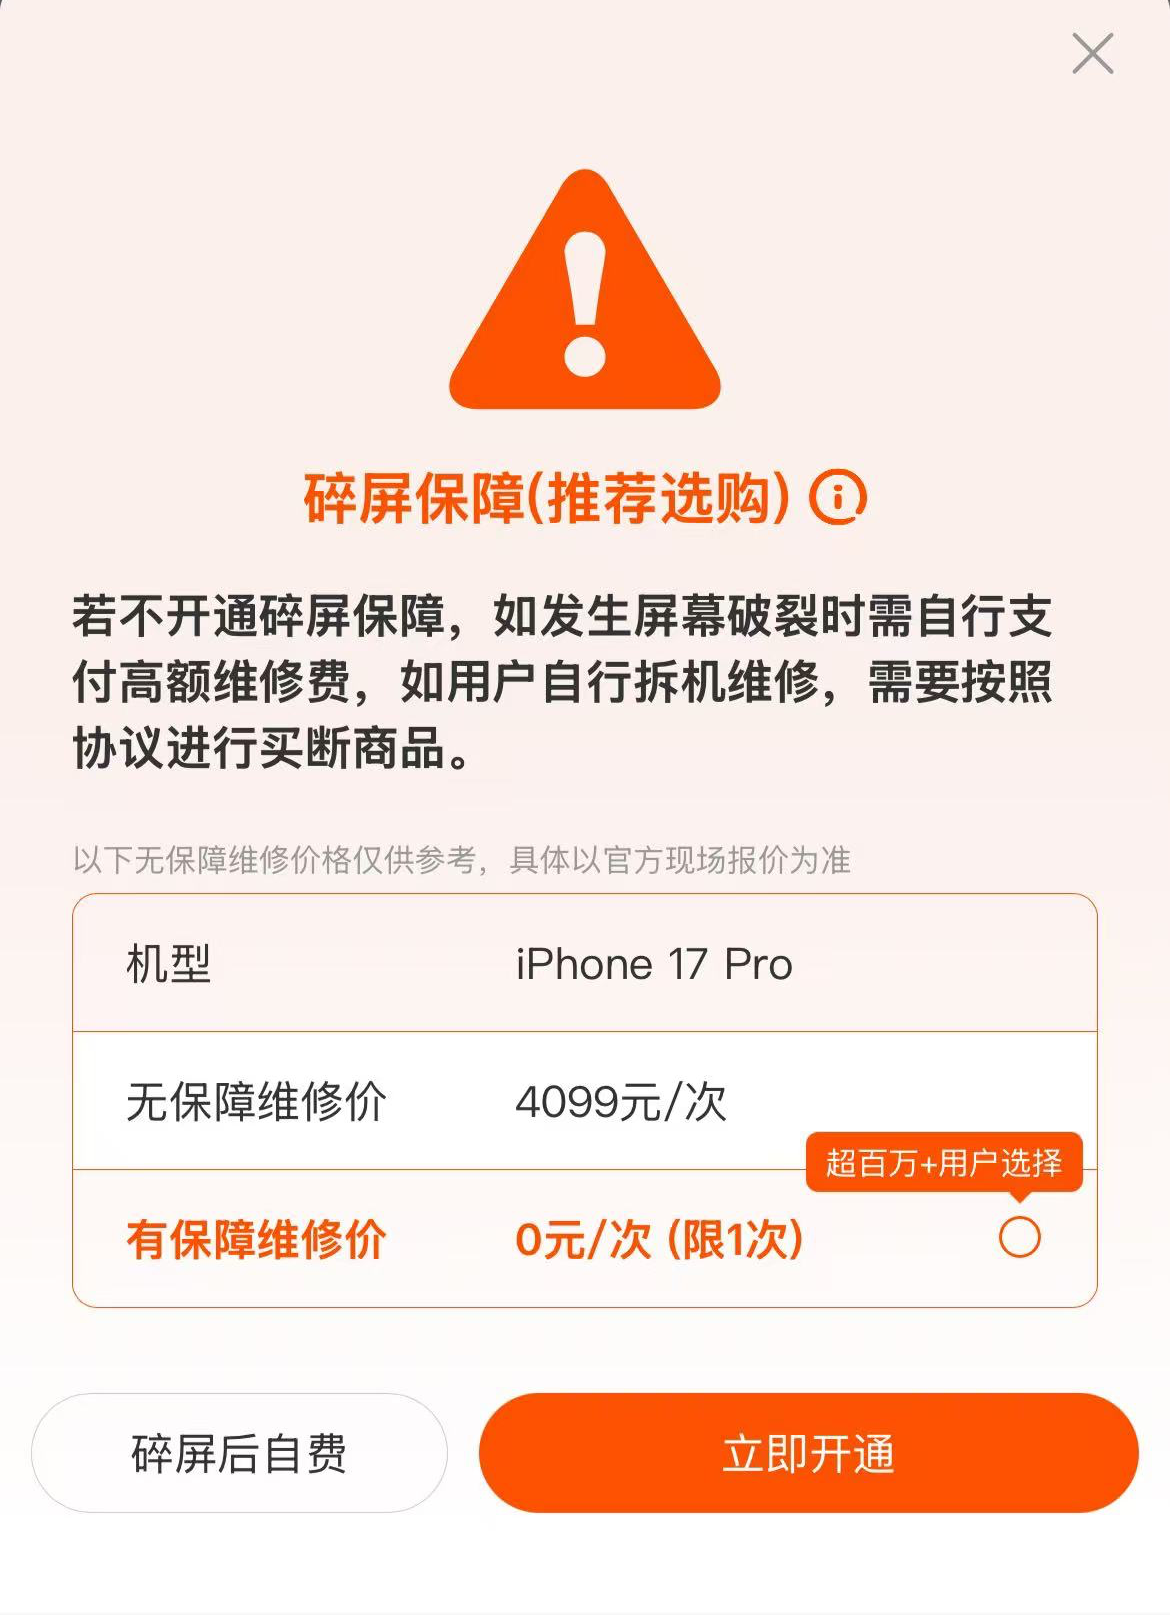 碎屏保障(推荐选购)
若不开通碎屏保障，如发生屏幕破裂时需自行支
付高额维修费，如用户自行拆机维修，需要按照
协议进行买断商品。
以下无保障维修价格仅供参考，具体以官方现场报价为准
机型 iPhone 17 Pro
无保障维修价 4099元/次
超百万+用户选择
有保障维修价 0元/次 (限1次)
碎屏后自费 立即开通